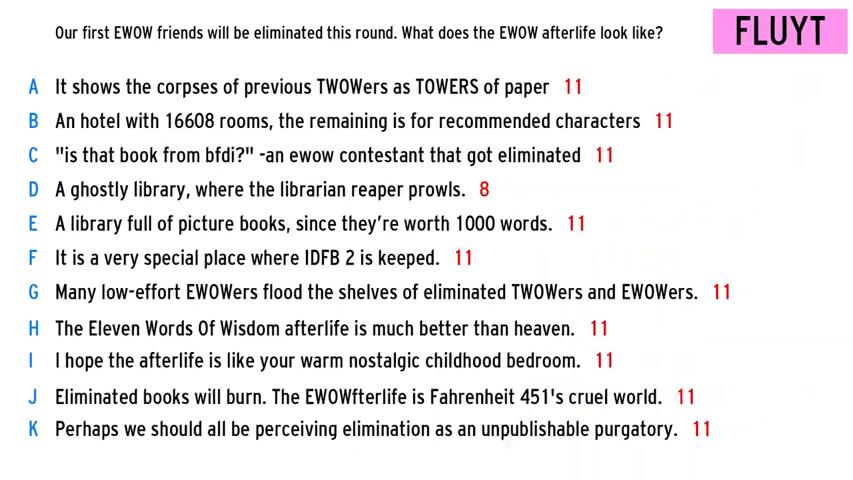 Our first EWOW friends will be eliminated this round. What does the EWOW afterlife look like?
FLUYT
A It shows the corpses of previous TWOWers as TOWERS of paper 11
B An hotel with 16608 rooms, the remaining is for recommended characters 11
C "is that book from bfdi?" -an ewow contestant that got eliminated 11
D A ghostly library, where the librarian reaper prowls. 8
E A library full of picture books, since they're worth 1000 words. 11
F It is a very special place where IDFB 2 is keeped. 11
G Many low-effort EWOWers flood the shelves of eliminated TWOWers and EWOWers. 11
H The Eleven Words Of Wisdom afterlife is much better than heaven. 11
I I hope the afterlife is like your warm nostalgic childhood bedroom. 11
J Eliminated books will burn. The EWOWfterlife is Fahrenheit 451's cruel world. 11
K Perhaps we should all be perceiving elimination as an unpublishable purgatory. 11